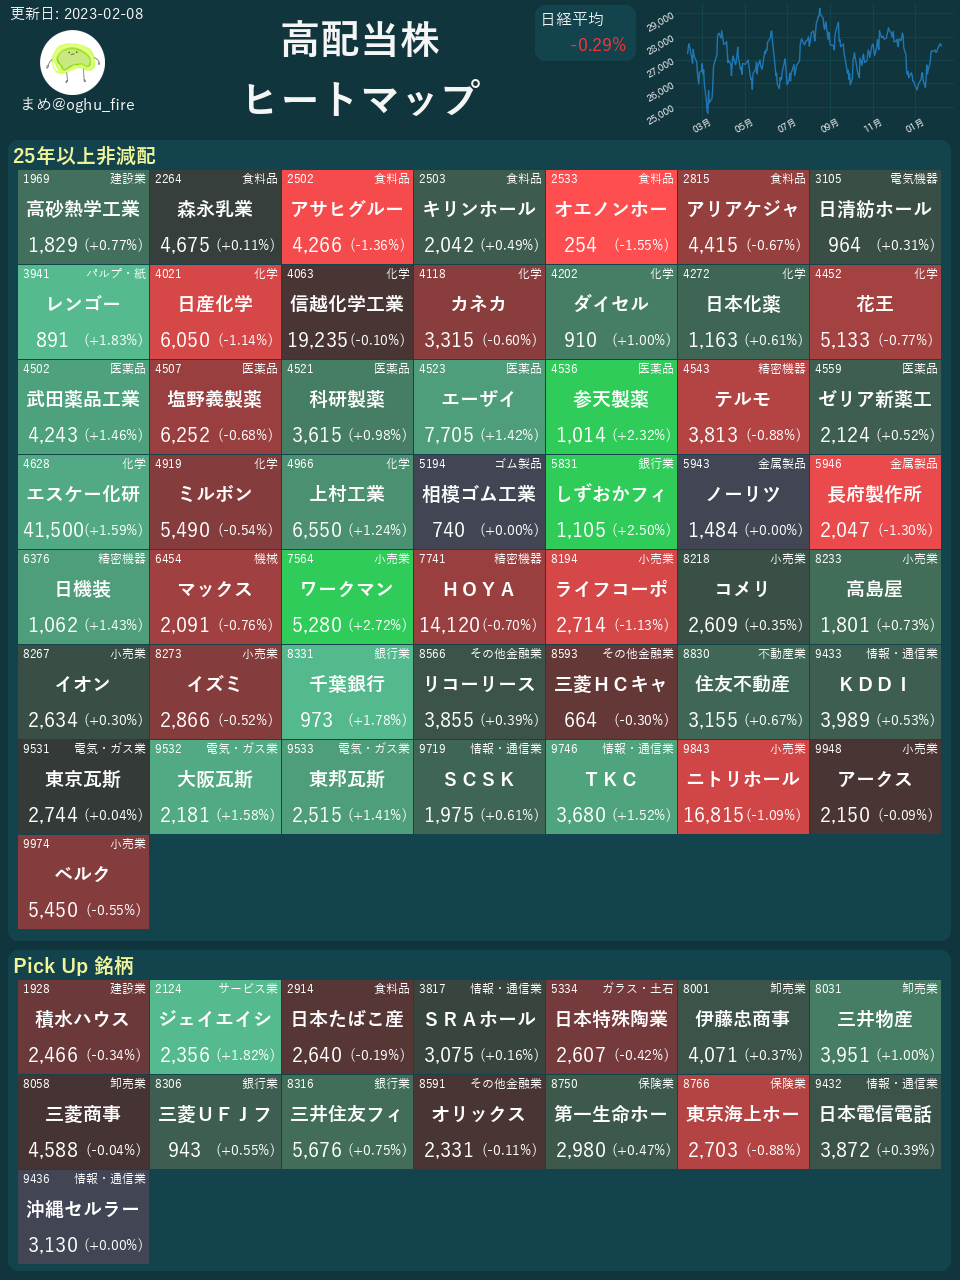 更新日: 2023-02-08
まめ@oghu_fire
高配当株
ヒートマップ
日経平均
-0.29%
29,000
28,000
27,000
26,000
25,000
03月 05月 07月 09月 11月 01月
25年以上非減配
1969 建設業 2264 食料品 2502 食料品 2503 食料品 2533 食料品 2815 食料品 3105 電気機器
高砂熱学工業 森永乳業 アサヒグルー キリンホール オエノンホー アリアケジャ 日清紡ホール
1,829 (+0.77%) 4,675 (+0.11%) 4,266 (-1.36%) 2,042 (+0.49%) 254 (-1.55%) 4,415 (-0.67%) 964 (+0.31%)
3941 パルプ・紙 4021 化学 4063 化学 4118 化学 4202 化学 4272 化学 4452 化学
レンゴー 日産化学 信越化学工業 カネカ ダイセル 日本化薬 花王
891 (+1.83%) 6,050 (-1.14%) 19,235 (-0.10%) 3,315 (-0.60%) 910 (+1.00%) 1,163 (+0.61%) 5,133 (-0.77%)
4502 医薬品 4507 医薬品 4521 医薬品 4523 医薬品 4536 医薬品 4543 精密機器 4559 医薬品
武田薬品工業 塩野義製薬 科研製薬 エーザイ 参天製薬 テルモ ゼリア新薬工
4,243 (+1.46%) 6,252 (-0.68%) 3,615 (+0.98%) 7,705 (+1.42%) 1,014 (+2.32%) 3,813 (-0.88%) 2,124 (+0.52%)
4628 化学 4919 化学 4966 化学 5194 ゴム製品 5831 銀行業 5943 金属製品 5946 金属製品
エスケー化研 ミルボン 上村工業 相模ゴム工業 しずおかフィ ノーリツ 長府製作所
41,500 (+1.59%) 5,490 (-0.54%) 6,550 (+1.24%) 740 (+0.00%) 1,105 (+2.50%) 1,484 (+0.00%) 2,047 (-1.30%)
6376 精密機器 6454 機械 7564 小売業 7741 精密機器 8194 小売業 8218 小売業 8233 小売業
日機装 マックス ワークマン ＨＯＹＡ ライフコーポ コメリ 高島屋
1,062 (+1.43%) 2,091 (-0.76%) 5,280 (+2.72%) 14,120 (-0.70%) 2,714 (-1.13%) 2,609 (+0.35%) 1,801 (+0.73%)
8267 小売業 8273 小売業 8331 銀行業 8566 その他金融業 8593 その他金融業 8830 不動産業 9433 情報・通信業
イオン イズミ 千葉銀行 リコーリース 三菱ＨＣキャ 住友不動産 ＫＤＤＩ
2,634 (+0.30%) 2,866 (-0.52%) 973 (+1.78%) 3,855 (+0.39%) 664 (-0.30%) 3,155 (+0.67%) 3,989 (+0.53%)
9531 電気・ガス業 9532 電気・ガス業 9533 電気・ガス業 9719 情報・通信業 9746 情報・通信業 9843 小売業 9948 小売業
東京瓦斯 大阪瓦斯 東邦瓦斯 ＳＣＳＫ ＴＫＣ ニトリホール アークス
2,744 (+0.04%) 2,181 (+1.58%) 2,515 (+1.41%) 1,975 (+0.61%) 3,680 (+1.52%) 16,815 (-1.09%) 2,150 (-0.09%)
9974 小売業
ベルク
5,450 (-0.55%)
Pick Up 銘柄
1928 建設業 2124 サービス業 2914 食料品 3817 情報・通信業 5334 ガラス・土石 8001 卸売業 8031 卸売業
積水ハウス ジェイエイシ 日本たばこ産 ＳＲＡホール 日本特殊陶業 伊藤忠商事 三井物産
2,466 (-0.34%) 2,356 (+1.82%) 2,640 (-0.19%) 3,075 (+0.16%) 2,607 (-0.42%) 4,071 (+0.37%) 3,951 (+1.00%)
8058 卸売業 8306 銀行業 8316 銀行業 8591 その他金融業 8750 保険業 8766 保険業 9432 情報・通信業
三菱商事 三菱ＵＦＪフ 三井住友フィ オリックス 第一生命ホー 東京海上ホー 日本電信電話
4,588 (-0.04%) 943 (+0.55%) 5,676 (+0.75%) 2,331 (-0.11%) 2,980 (+0.47%) 2,703 (-0.88%) 3,872 (+0.39%)
9436 情報・通信業
沖縄セルラー
3,130 (+0.00%)